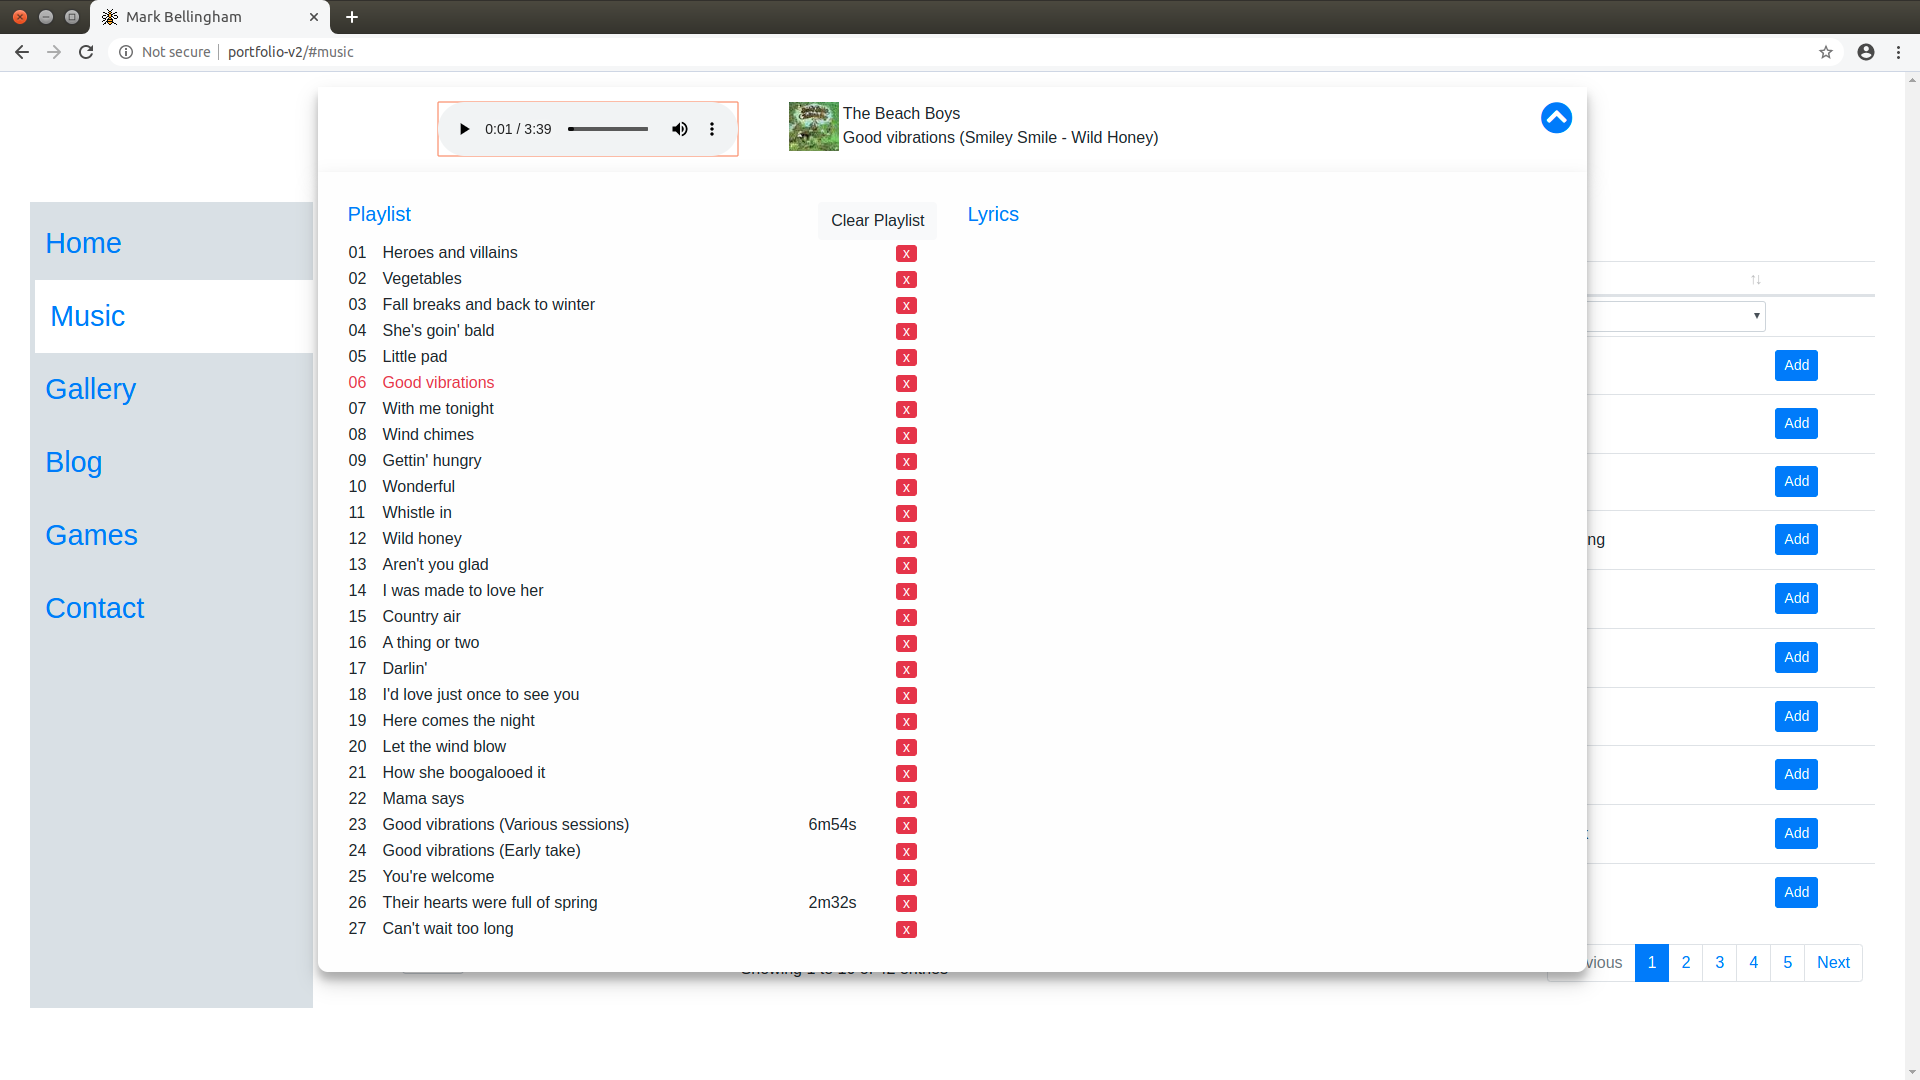 Mark Bellingham
Not secure
portfolio-v2/#music
0:01 / 3:39
The Beach Boys
Good vibrations (Smiley Smile - Wild Honey)
Home
Music
Gallery
Blog
Games
Contact
Playlist
Clear Playlist
01 Heroes and villains x
02 Vegetables x
03 Fall breaks and back to winter x
04 She's goin' bald x
05 Little pad x
06 Good vibrations x
07 With me tonight x
08 Wind chimes x
09 Gettin' hungry x
10 Wonderful x
11 Whistle in x
12 Wild honey x
13 Aren't you glad x
14 I was made to love her x
15 Country air x
16 A thing or two x
17 Darlin' x
18 I'd love just once to see you x
19 Here comes the night x
20 Let the wind blow x
21 How she boogalooed it x
22 Mama says x
23 Good vibrations (Various sessions) 6m54s x
24 Good vibrations (Early take) x
25 You're welcome x
26 Their hearts were full of spring 2m32s x
27 Can't wait too long x
Lyrics
Add
Add
Add
ng Add
Add
Add
Add
Add
Add
Add
vious 1 2 3 4 5 Next